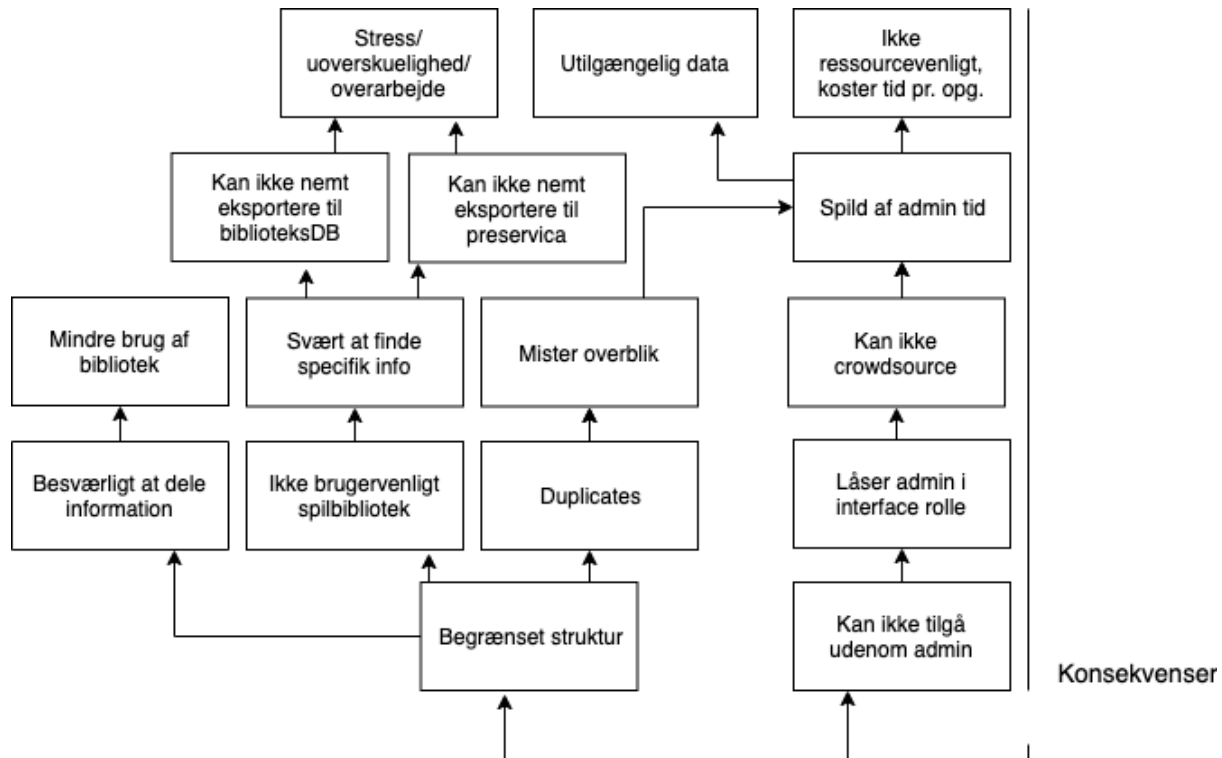 Stress/
uoverskuelighed/
overarbejde
Utilgængelig data
Ikke
ressourcevenligt,
koster tid pr. opg.
Kan ikke nemt
eksportere til
biblioteksDB
Kan ikke nemt
eksportere til
preservica
Spild af admin tid
Mindre brug af
bibliotek
Svært at finde
specifik info
Mister overblik
Kan ikke
crowdsource
Besværligt at dele
information
Ikke brugervenligt
spilbibliotek
Duplicates
Låser admin i
interface rolle
Begrænset struktur
Kan ikke tilgå
udenom admin
Konsekvenser